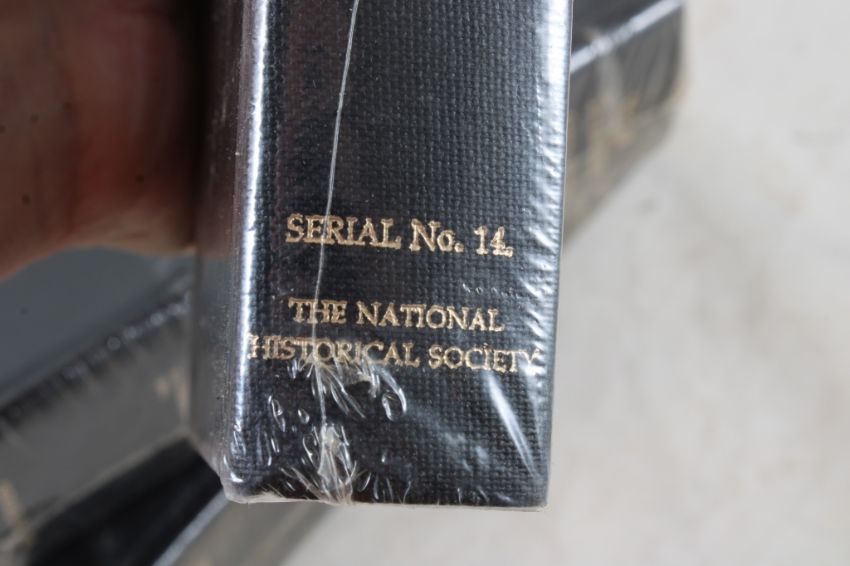 SERIAL No. 14.
THE NATIONAL
HISTORICAL SOCIETY